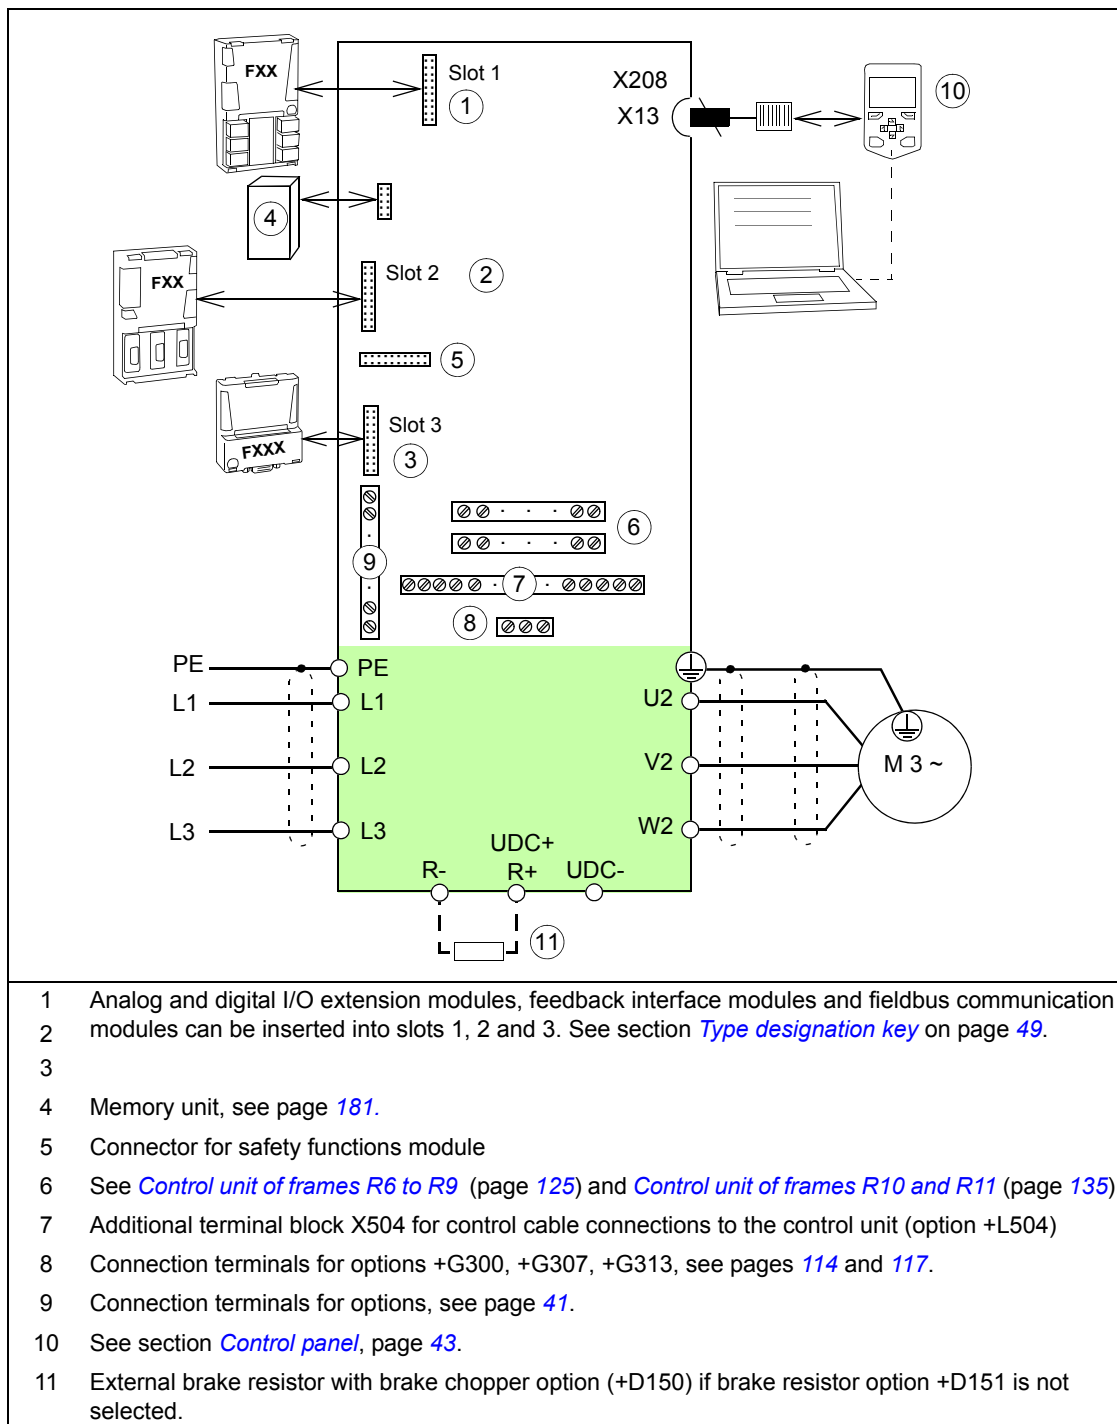 FXX
Slot 1
1
X208
X13
10
4
FXX
Slot 2
2
5
FXXX
Slot 3
3
6
9
7
8
PE
PE
L1
L1
U2
L2
L2
V2
M 3 ~
L3
L3
W2
UDC+
R-
R+
UDC-
11
1 Analog and digital I/O extension modules, feedback interface modules and fieldbus communication
2 modules can be inserted into slots 1, 2 and 3. See section Type designation key on page 49.
3
4 Memory unit, see page 181.
5 Connector for safety functions module
6 See Control unit of frames R6 to R9 (page 125) and Control unit of frames R10 and R11 (page 135)
7 Additional terminal block X504 for control cable connections to the control unit (option +L504)
8 Connection terminals for options +G300, +G307, +G313, see pages 114 and 117.
9 Connection terminals for options, see page 41.
10 See section Control panel, page 43.
11 External brake resistor with brake chopper option (+D150) if brake resistor option +D151 is not
selected.